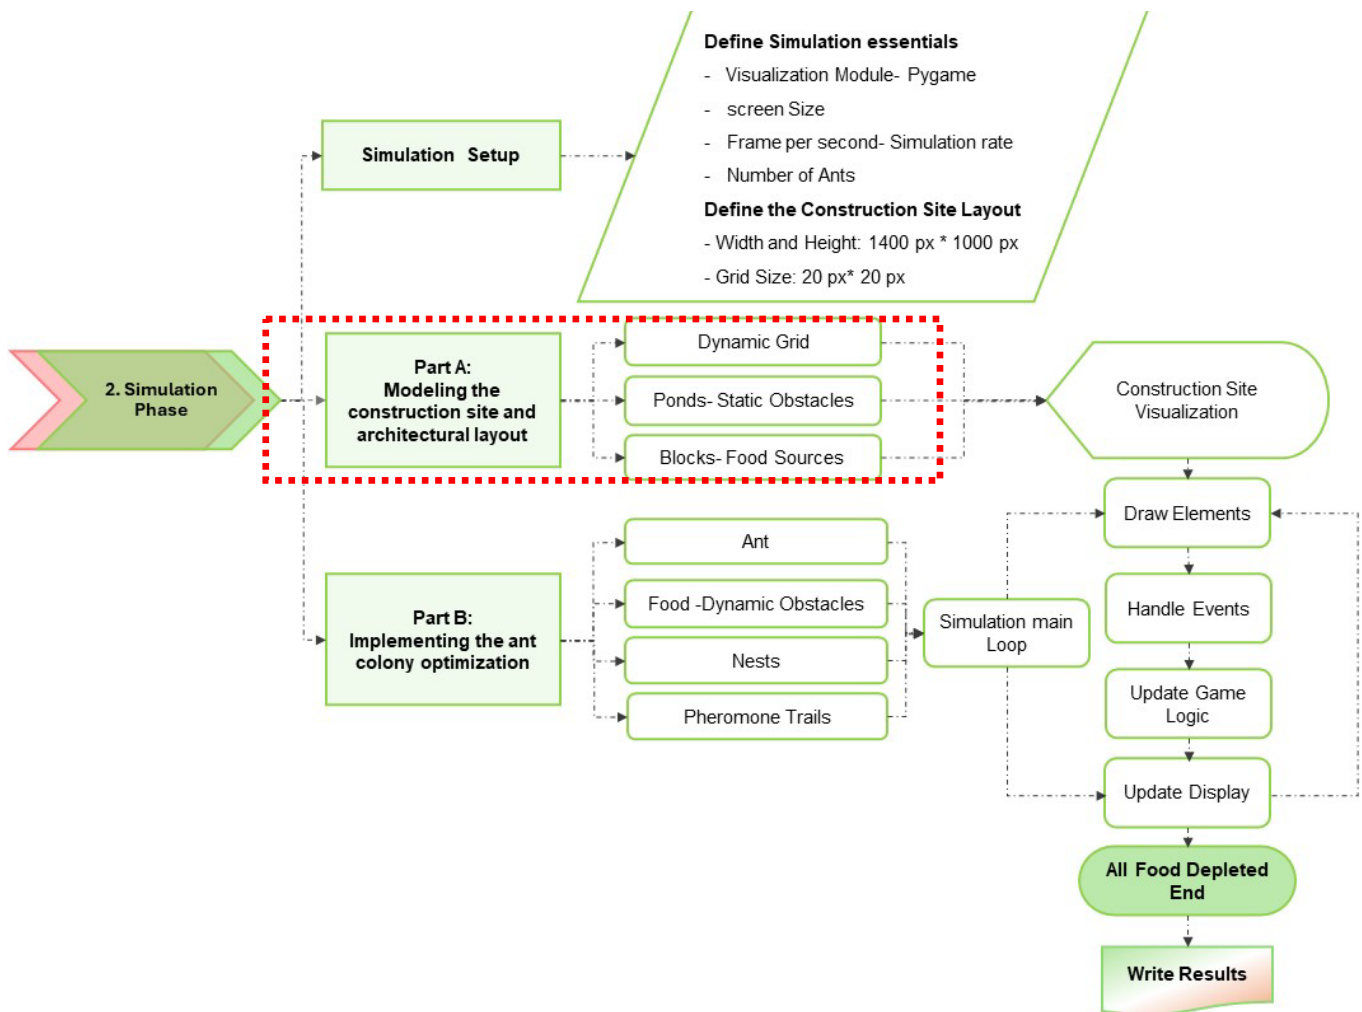 Define Simulation essentials
- Visualization Module- Pygame
- screen Size
- Frame per second- Simulation rate
- Number of Ants
Define the Construction Site Layout
- Width and Height: 1400 px * 1000 px
- Grid Size: 20 px* 20 px
Simulation Setup
2. Simulation
Phase
Part A:
Modeling the
construction site and
architectural layout
Dynamic Grid
Ponds- Static Obstacles
Blocks- Food Sources
Construction Site
Visualization
Part B:
Implementing the ant
colony optimization
Ant
Food -Dynamic Obstacles
Nests
Pheromone Trails
Simulation main
Loop
Draw Elements
Handle Events
Update Game
Logic
Update Display
All Food Depleted
End
Write Results